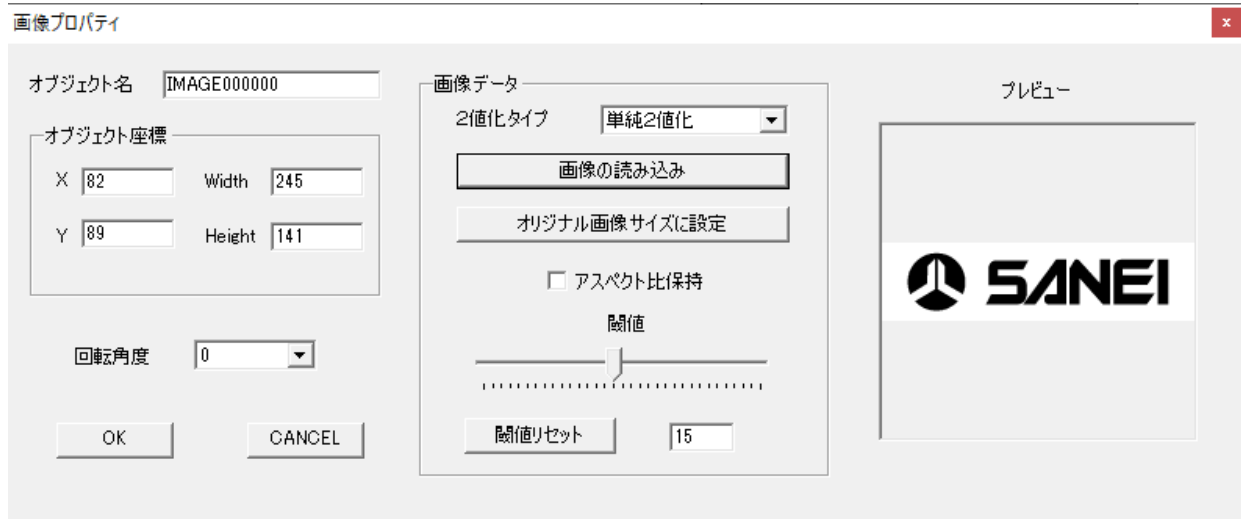 画像プロパティ
x
オブジェクト名 IMAGE000000
オブジェクト座標
X 82 Width 245
Y 89 Height 141
回転角度 0
OK CANCEL
画像データ
2値化タイプ 単純2値化
画像の読み込み
オリジナル画像サイズに設定
アスペクト比保持
閾値
閾値リセット 15
プレビュー
SANEI